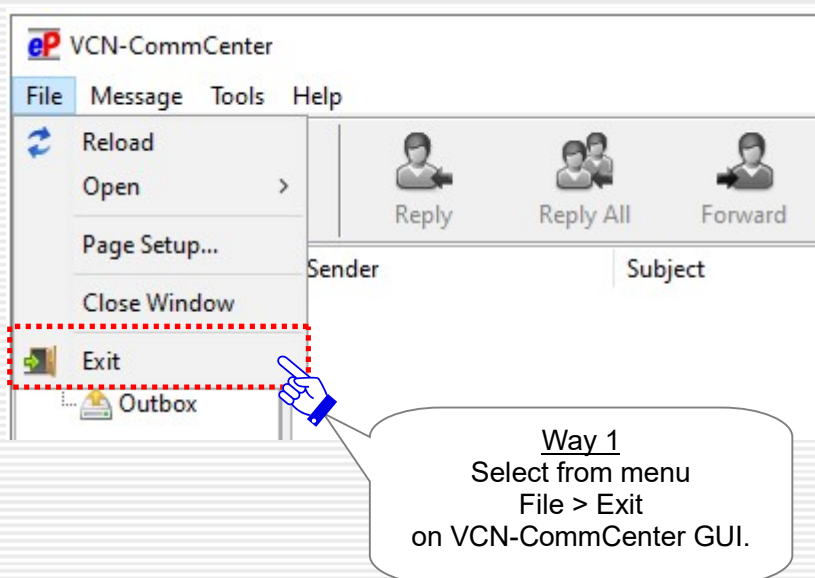 eP VCN-CommCenter
File Message Tools Help
Reload
Open >
Reply Reply All Forward
Page Setup...
Sender Subject
Close Window
Exit
Outbox
Way 1
Select from menu
File > Exit
on VCN-CommCenter GUI.